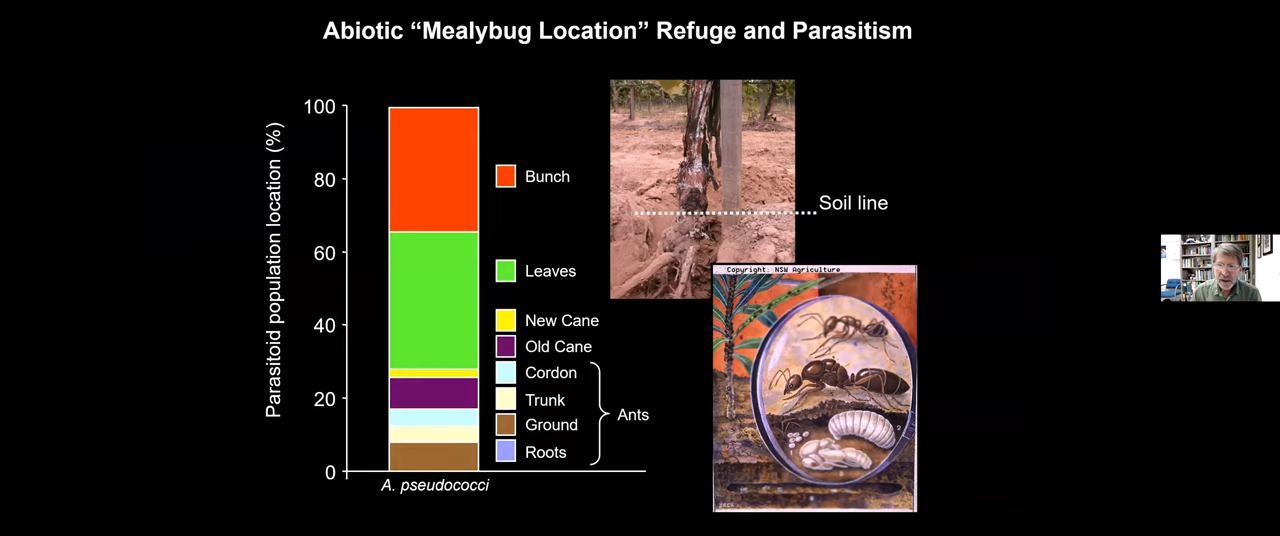 Abiotic “Mealybug Location” Refuge and Parasitism
Parasitoid population location (%)
100
80
60
40
20
0
A. pseudococci
Bunch
Leaves
New Cane
Old Cane
Cordon
Trunk
Ground
Roots
Ants
Soil line
Copyright: NSW Agriculture